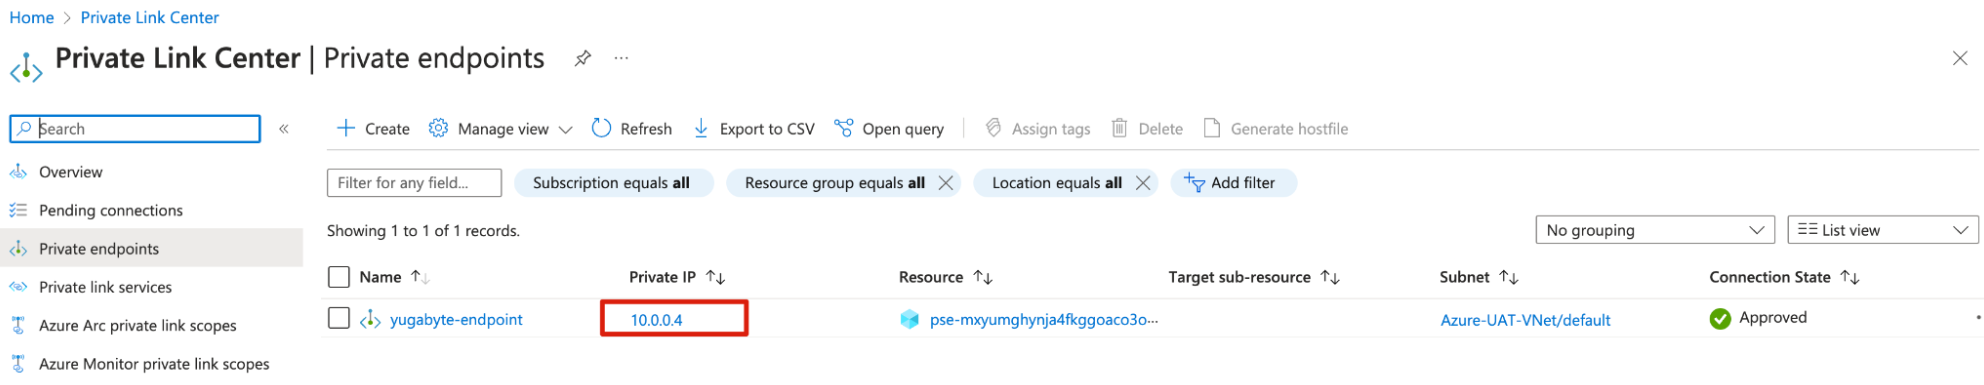 Home > Private Link Center
Private Link Center | Private endpoints ...
Search «
Create Manage view Refresh Export to CSV Open query Assign tags Delete Generate hostfile
Overview
Pending connections
Private endpoints
Private link services
Azure Arc private link scopes
Azure Monitor private link scopes
Filter for any field... Subscription equals all Resource group equals all Location equals all Add filter
Showing 1 to 1 of 1 records. No grouping List view
Name Private IP Resource Target sub-resource Subnet Connection State
yugabyte-endpoint 10.0.0.4 pse-mxyumghynja4fkggoaco3o··· Azure-UAT-VNet/default Approved